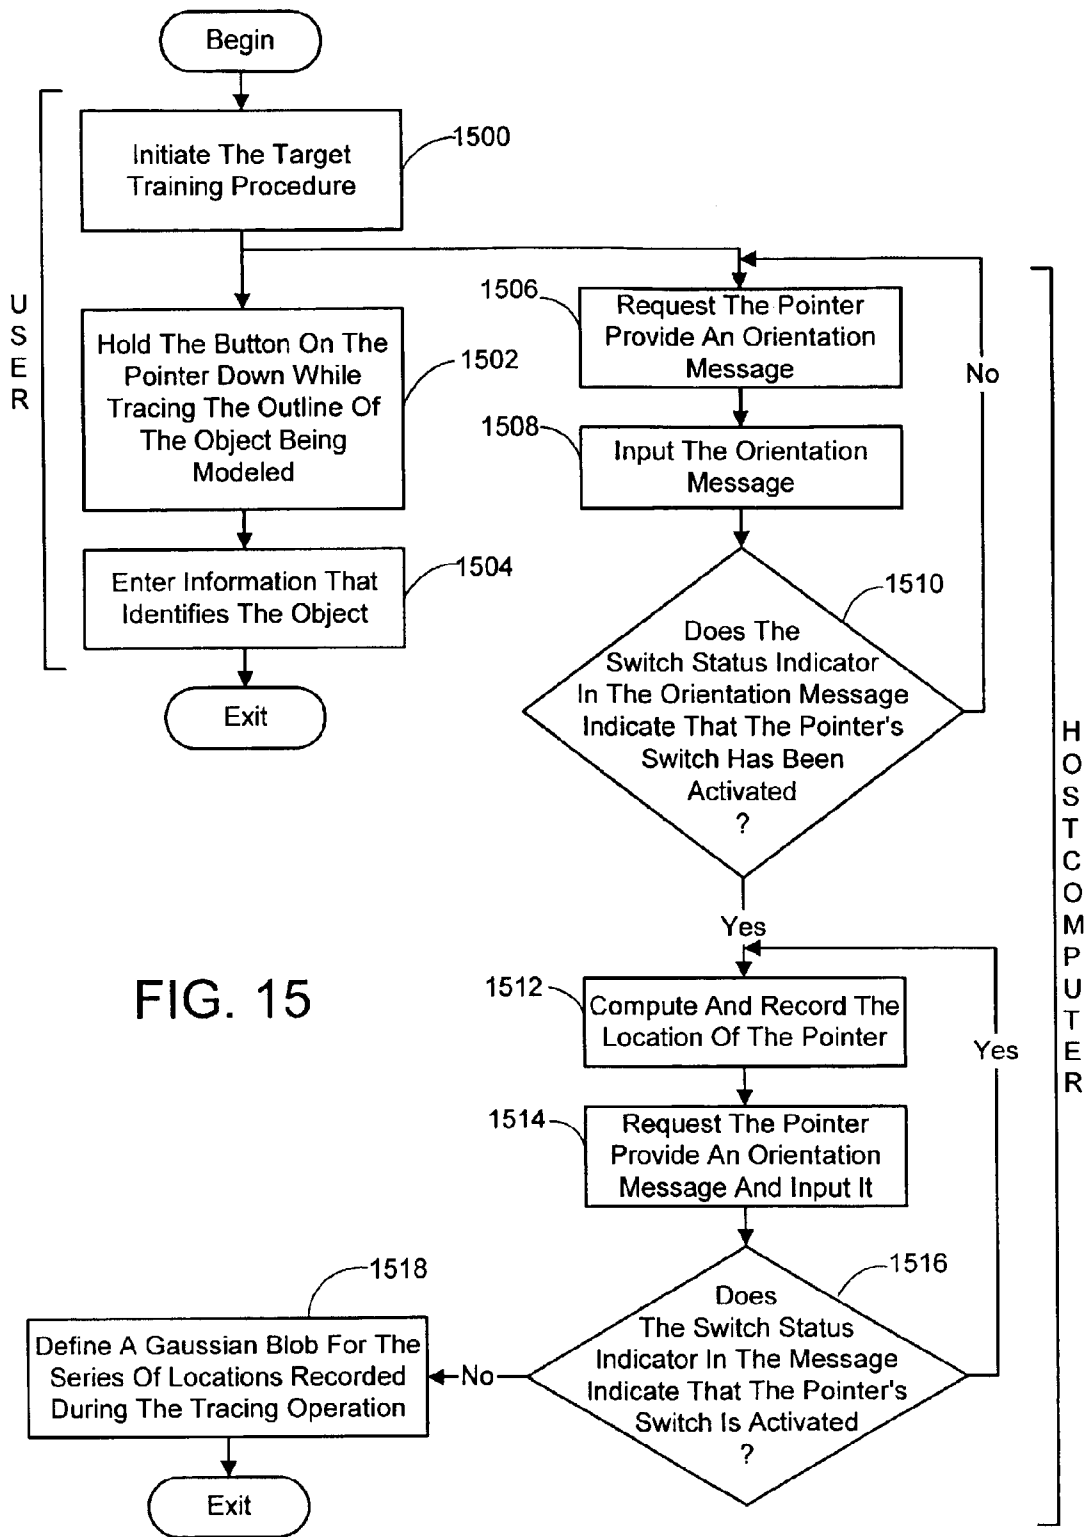 Begin
USER
Initiate The Target
Training Procedure
1500
Hold The Button On The
Pointer Down While
Tracing The Outline Of
The Object Being
Modeled
1502
Enter Information That
Identifies The Object
1504
Exit
HOST COMPUTER
1506
Request The Pointer
Provide An Orientation
Message
No
1508
Input The Orientation
Message
1510
Does The
Switch Status Indicator
In The Orientation Message
Indicate That The Pointer's
Switch Has Been
Activated
?
Yes
FIG. 15
1512
Compute And Record The
Location Of The Pointer
Yes
1514
Request The Pointer
Provide An Orientation
Message And Input It
1516
Does
The Switch Status
Indicator In The Message
Indicate That The Pointer's
Switch Is Activated
?
No
1518
Define A Gaussian Blob For The
Series Of Locations Recorded
During The Tracing Operation
Exit